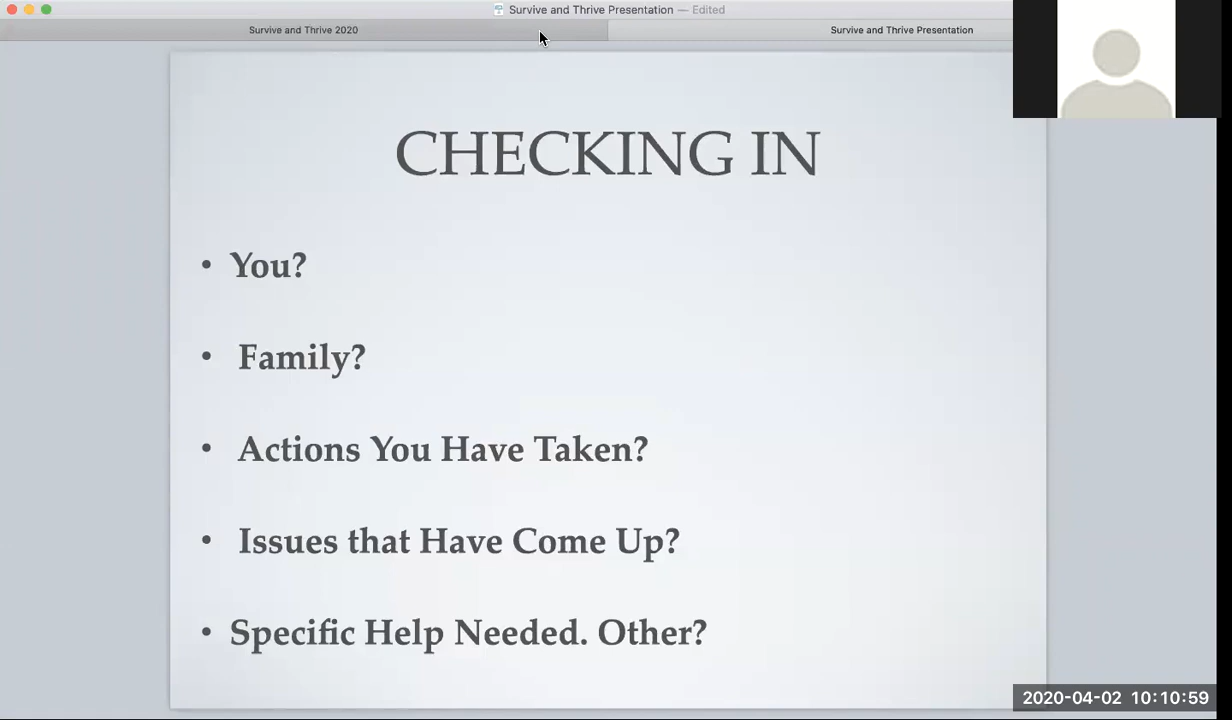 Survive and Thrive Presentation — Edited
Survive and Thrive 2020
Survive and Thrive Presentation
CHECKING IN
• You?
• Family?
• Actions You Have Taken?
• Issues that Have Come Up?
• Specific Help Needed. Other?
2020-04-02 10:10:59